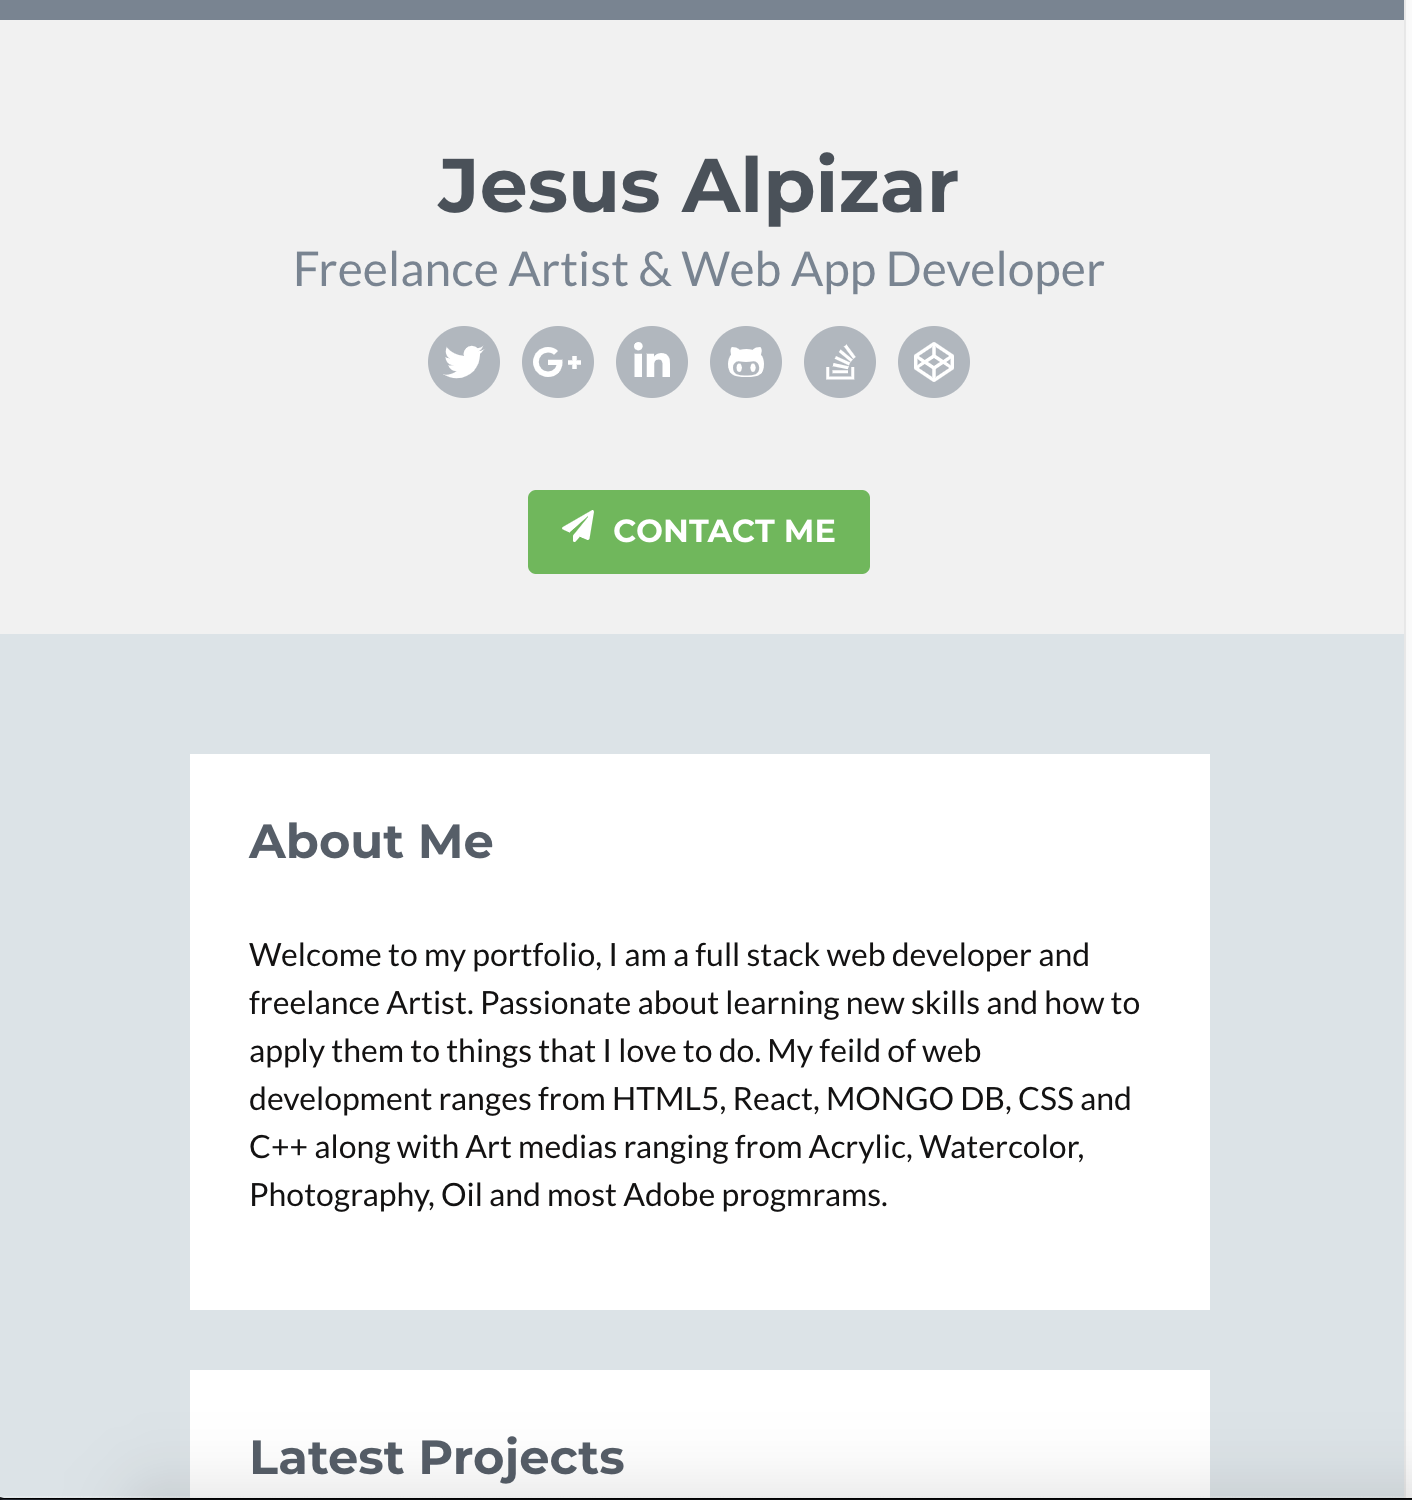 Jesus Alpizar
Freelance Artist & Web App Developer
G+
in
CONTACT ME
About Me
Welcome to my portfolio, I am a full stack web developer and
freelance Artist. Passionate about learning new skills and how to
apply them to things that I love to do. My feild of web
development ranges from HTML5, React, MONGO DB, CSS and
C++ along with Art medias ranging from Acrylic, Watercolor,
Photography, Oil and most Adobe progmrams.
Latest Projects